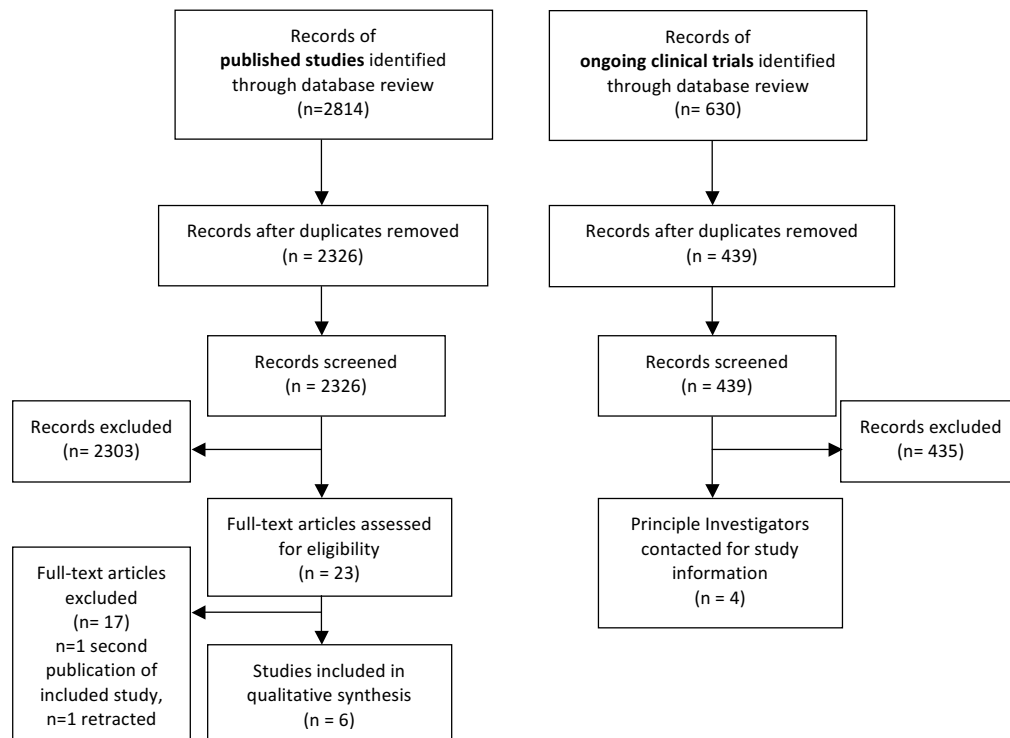 Records of
published studies identified
through database review
(n=2814)
Records of
ongoing clinical trials identified
through database review
(n= 630)
Records after duplicates removed
(n = 2326)
Records after duplicates removed
(n = 439)
Records screened
(n = 2326)
Records screened
(n = 439)
Records excluded
(n= 2303)
Records excluded
(n= 435)
Full-text articles assessed
for eligibility
(n = 23)
Principle Investigators
contacted for study
information
(n = 4)
Full-text articles
excluded
(n= 17)
n=1 second
publication of
included study,
n=1 retracted
Studies included in
qualitative synthesis
(n = 6)